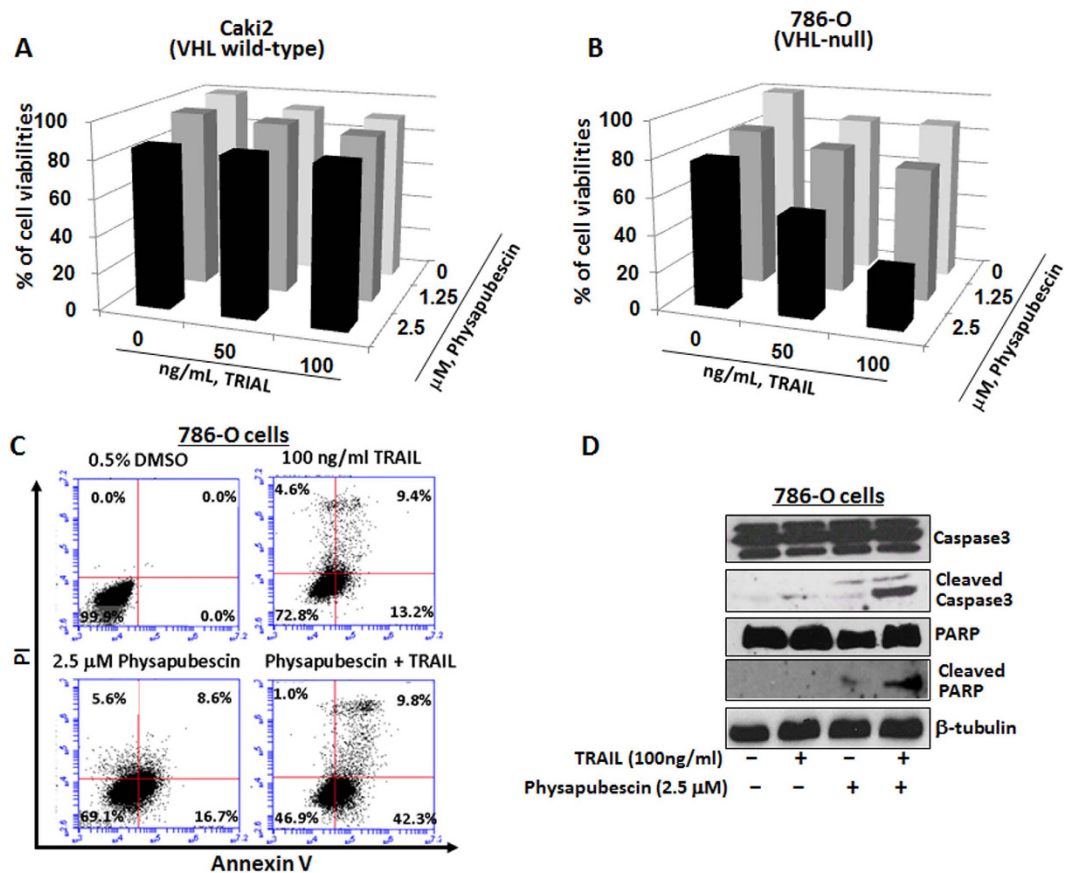 A
Caki2
(VHL wild-type)
% of cell viabilities
100
80
60
40
20
0
0
50
100
ng/mL, TRIAL
0
1.25
2.5
μM, Physapubescin
B
786-O
(VHL-null)
% of cell viabilities
100
80
60
40
20
0
0
50
100
ng/mL, TRAIL
0
1.25
2.5
μM, Physapubescin
C
786-O cells
0.5% DMSO
0.0% 0.0%
99.9% 0.0%
100 ng/ml TRAIL
4.6% 9.4%
72.8% 13.2%
2.5 μM Physapubescin
5.6% 8.6%
69.1% 16.7%
Physapubescin + TRAIL
1.0% 9.8%
46.9% 42.3%
PI
Annexin V
D
786-O cells
Caspase3
Cleaved
Caspase3
PARP
Cleaved
PARP
β-tubulin
TRAIL (100ng/ml) − + − +
Physapubescin (2.5 μM) − − + +